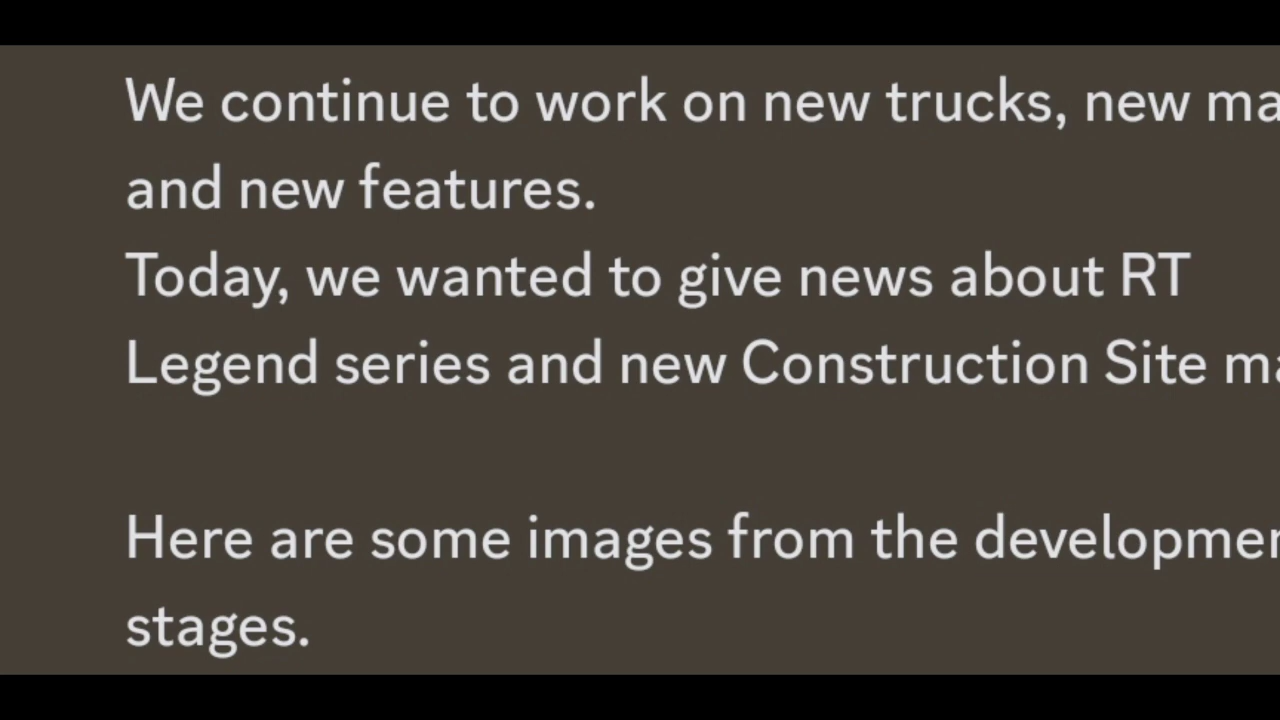 We continue to work on new trucks, new ma
and new features.
Today, we wanted to give news about RT
Legend series and new Construction Site ma
Here are some images from the developmen
stages.